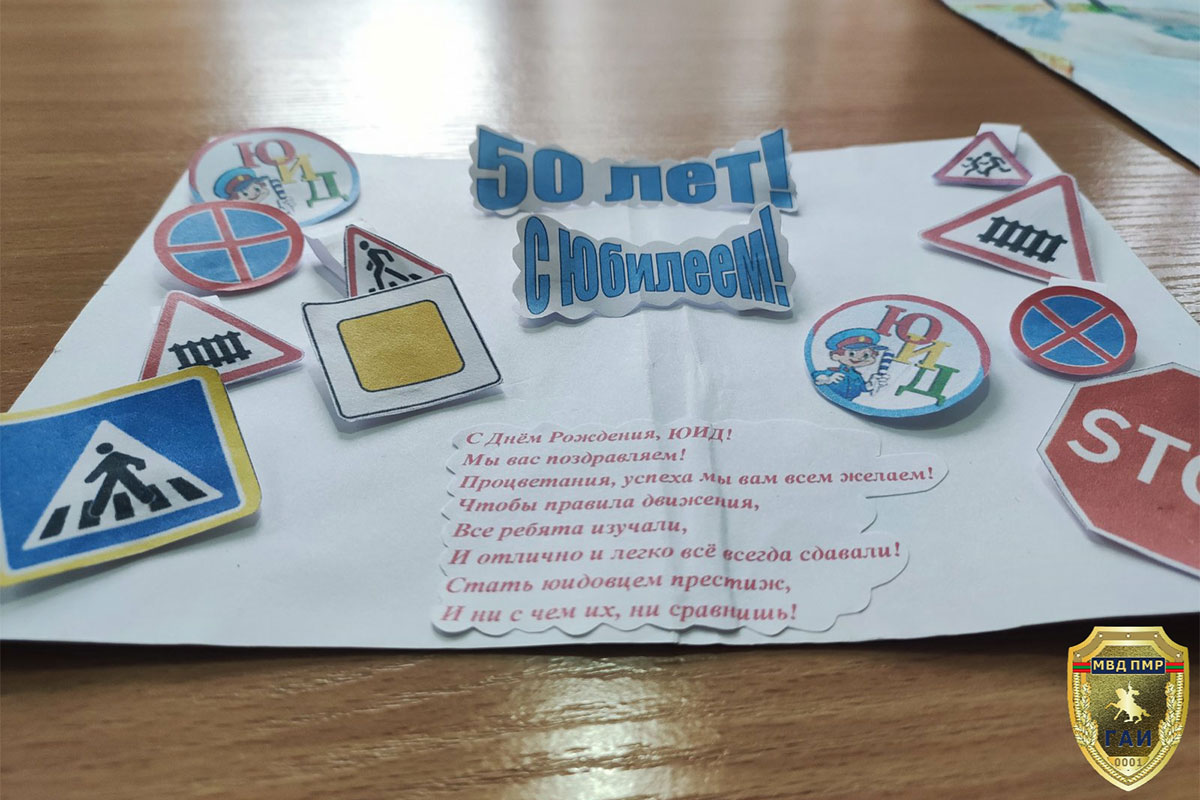 ЮИД
50 лет!
С Юбилеем!
ЮИД
STO
С Днём Рождения, ЮИД!
Мы вас поздравляем!
Процветания, успеха мы вам всем желаем!
Чтобы правила движения,
Все ребята изучали,
И отлично и легко всё всегда сдавали!
Стать юидовцем престиж,
И ни с чем их, ни сравнишь!
МВД ПМР
ГАИ
0001